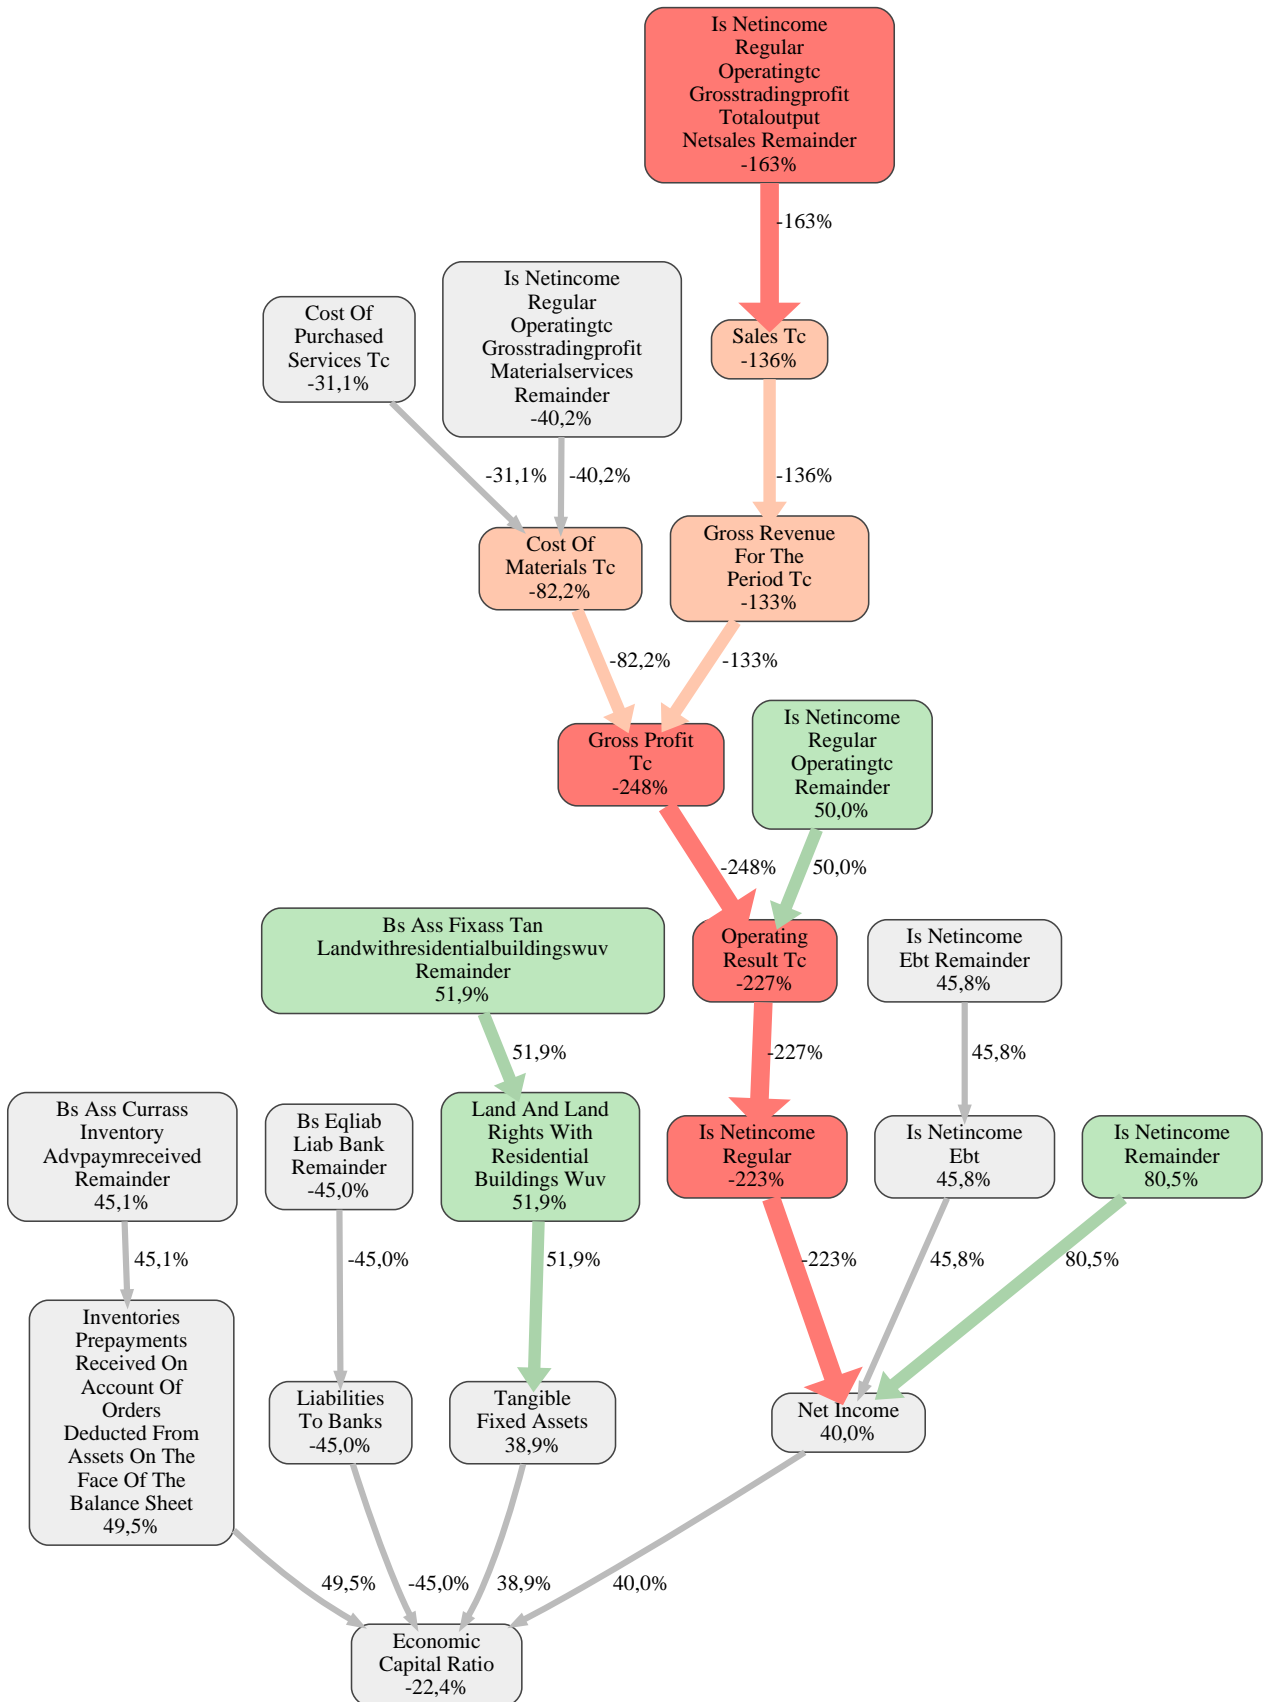 Is Netincome
Regular
Operatingtc
Grosstradingprofit
Totaloutput
Netsales Remainder
-163%
-163%
Is Netincome
Regular
Operatingtc
Grosstradingprofit
Materialservices
Remainder
-40,2%
Cost Of
Purchased
Services Tc
-31,1%
Sales Tc
-136%
-31,1%
-40,2%
-136%
Cost Of
Materials Tc
-82,2%
Gross Revenue
For The
Period Tc
-133%
-82,2%
-133%
Gross Profit
Tc
-248%
Is Netincome
Regular
Operatingtc
Remainder
50,0%
-248%
50,0%
Bs Ass Fixass Tan
Landwithresidentialbuildingswuv
Remainder
51,9%
Operating
Result Tc
-227%
Is Netincome
Ebt Remainder
45,8%
51,9%
-227%
45,8%
Bs Ass Currass
Inventory
Advpaymreceived
Remainder
45,1%
Bs Eqliab
Liab Bank
Remainder
-45,0%
Land And Land
Rights With
Residential
Buildings Wuv
51,9%
Is Netincome
Regular
-223%
Is Netincome
Ebt
45,8%
Is Netincome
Remainder
80,5%
45,1%
-45,0%
51,9%
-223%
45,8%
80,5%
Inventories
Prepayments
Received On
Account Of
Orders
Deducted From
Assets On The
Face Of The
Balance Sheet
49,5%
Liabilities
To Banks
-45,0%
Tangible
Fixed Assets
38,9%
Net Income
40,0%
49,5%
-45,0%
38,9%
40,0%
Economic
Capital Ratio
-22,4%